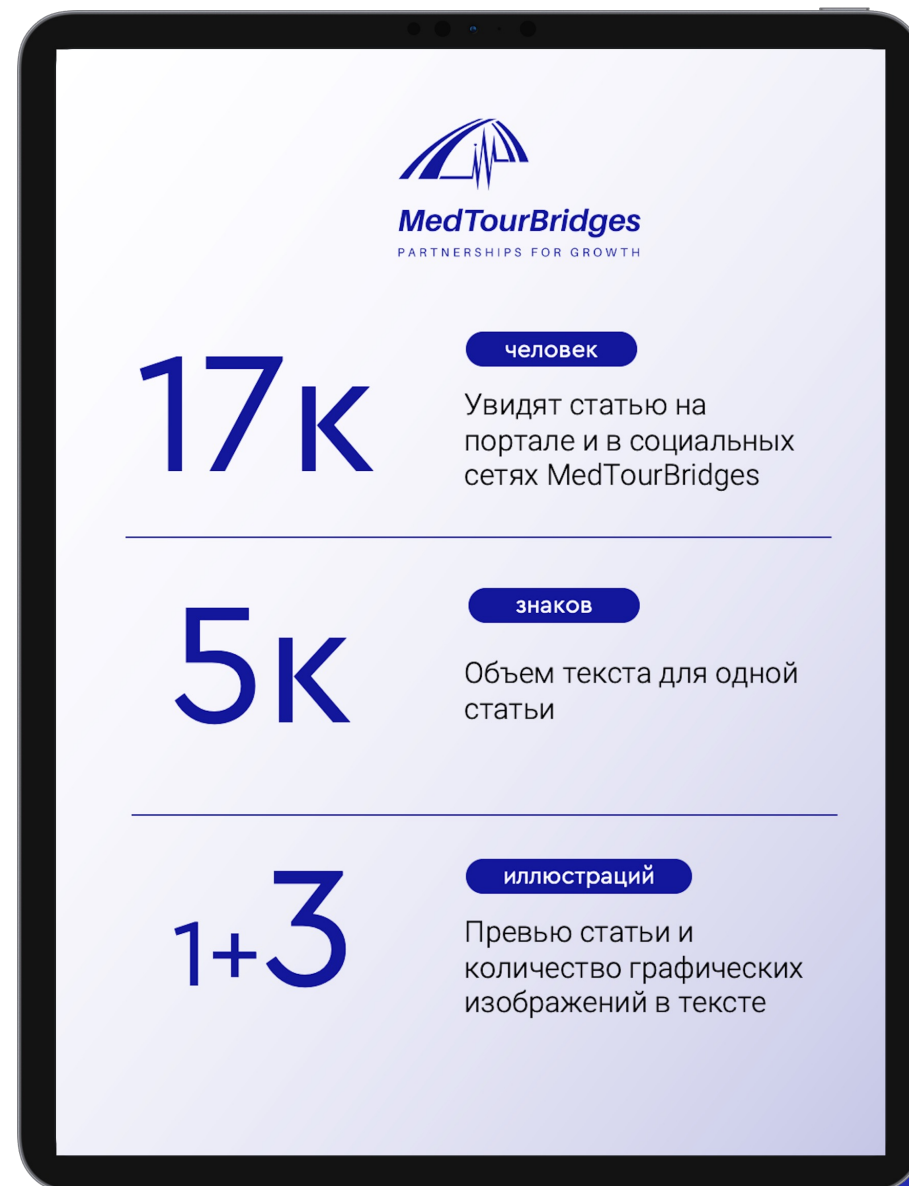 MedTourBridges
PARTNERSHIPS FOR GROWTH
17к
человек
Увидят статью на
портале и в социальных
сетях MedTourBridges
5к
знаков
Объем текста для одной
статьи
1+3
иллюстраций
Превью статьи и
количество графических
изображений в тексте